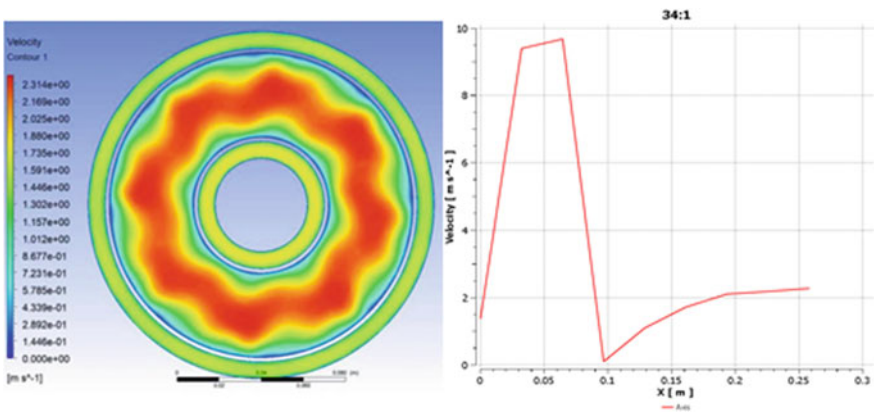 Velocity
Contour 1
2.314e+00
2.169e+00
2.025e+00
1.880e+00
1.735e+00
1.591e+00
1.446e+00
1.302e+00
1.157e+00
1.012e+00
8.677e-01
7.231e-01
5.785e-01
4.339e-01
2.892e-01
1.446e-01
0.000e+00
[m s^-1]
0
(m)
34:1
10
8
6
4
2
0
Velocity [ m s^-1 ]
0 0.05 0.1 0.15 0.2 0.25 0.3
X [ m ]